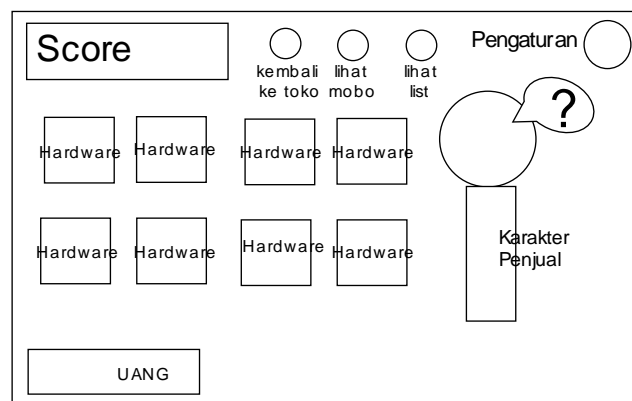 Score
Pengaturan
kembali
ke toko
lihat
mobo
lihat
list
?
Hardware
Hardware
Hardware
Hardware
Hardware
Hardware
Hardware
Hardware
Karakter
Penjual
UANG